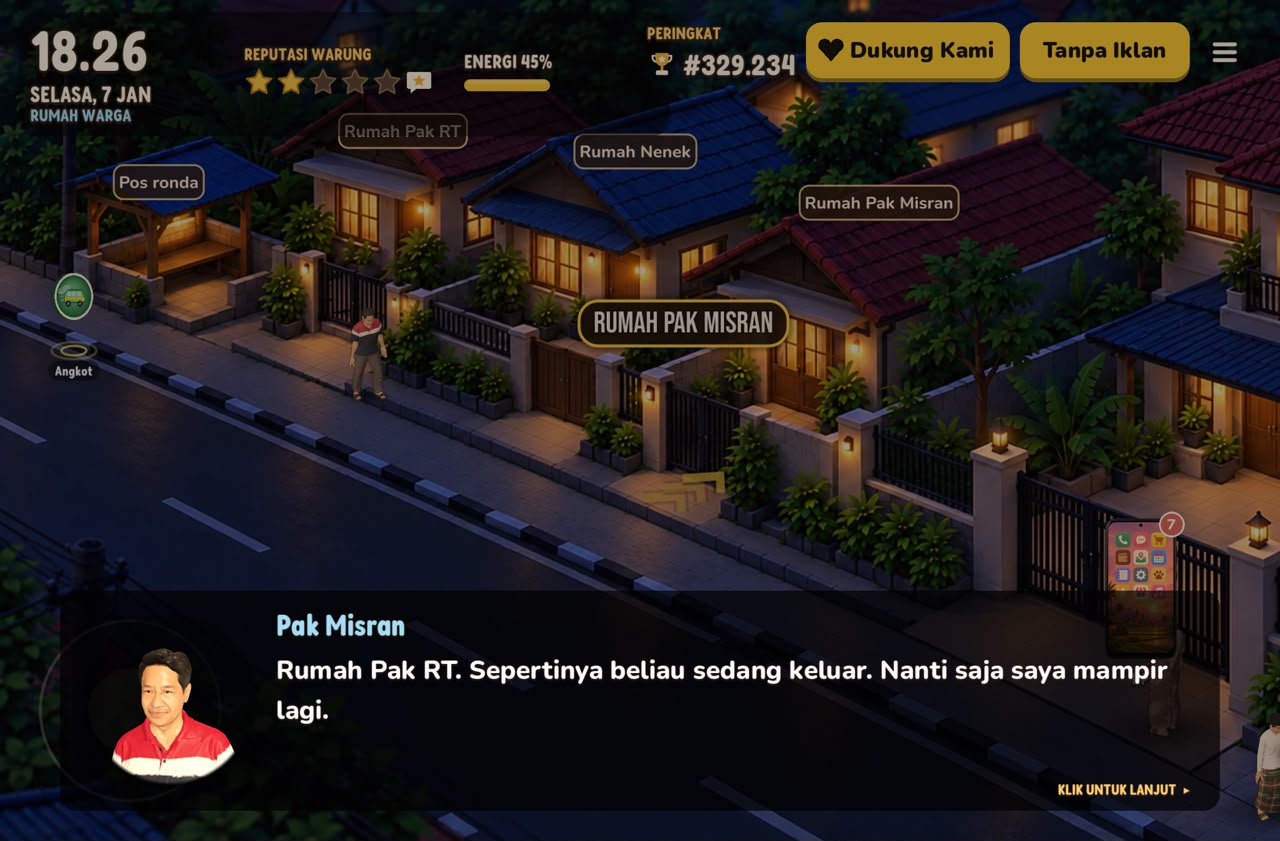 18.26
SELASA, 7 JAN
RUMAH WARGA
REPUTASI WARUNG
ENERGI 45%
PERINGKAT
#329.234
Dukung Kami
Tanpa Iklan
Rumah Pak RT
Rumah Nenek
Pos ronda
Rumah Pak Misran
RUMAH PAK MISRAN
Angkot
7
Pak Misran
Rumah Pak RT. Sepertinya beliau sedang keluar. Nanti saja saya mampir
lagi.
KLIK UNTUK LANJUT